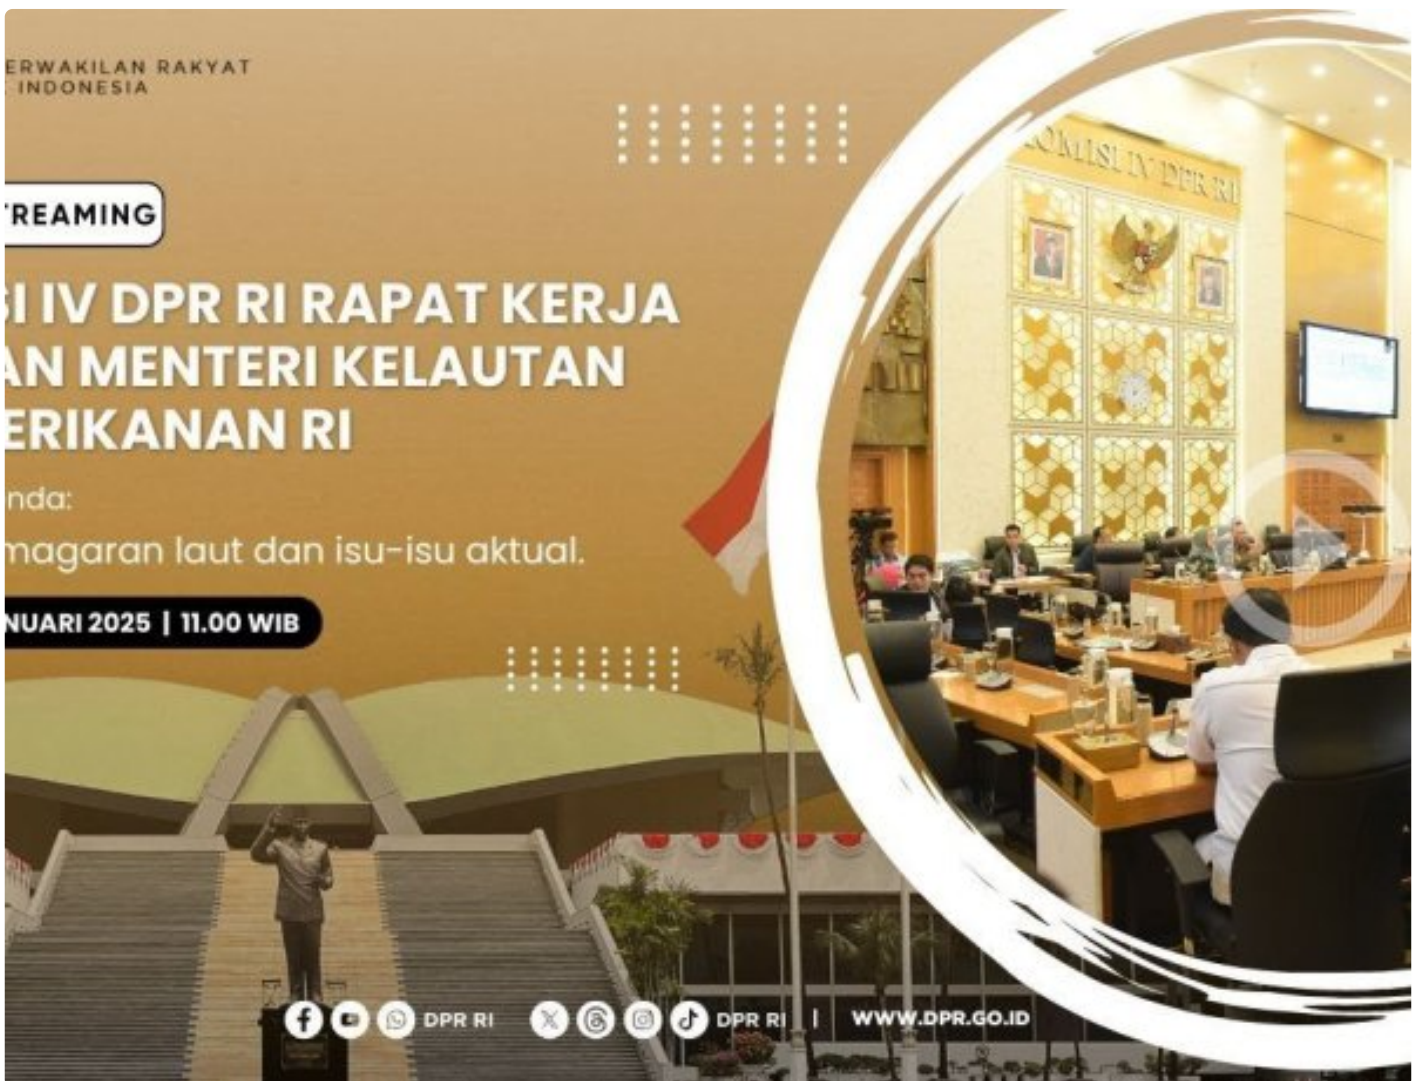 ERWAKILAN RAKYAT
INDONESIA
TREAMING
SI IV DPR RI RAPAT KERJA
AN MENTERI KELAUTAN
ERIKANAN RI
nda:
magaran laut dan isu-isu aktual.
NUARI 2025 | 11.00 WIB
KOMISI IV DPR RI
DPR RI
DPR RI | WWW.DPR.GO.ID